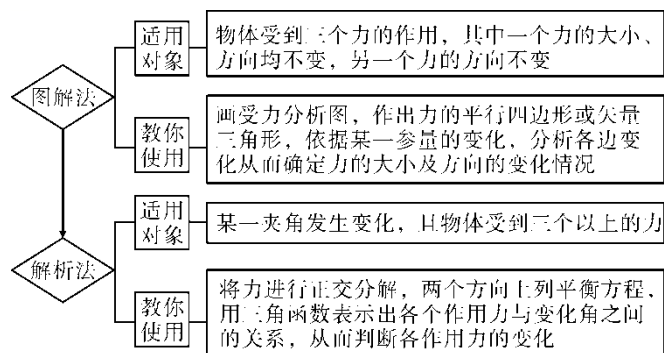 图解法
适用
对象
物体受到三个力的作用，其中一个力的大小、
方向均不变，另一个力的方向不变
教你
使用
画受力分析图，作出力的平行四边形或矢量
三角形，依据某一参量的变化，分析各边变
化从而确定力的大小及方向的变化情况
解析法
适用
对象
某一夹角发生变化，且物体受到三个以上的力
教你
使用
将力进行正交分解，两个方向上列平衡方程，
用三角函数表示出各个作用力与变化角之间
的关系，从而判断各作用力的变化